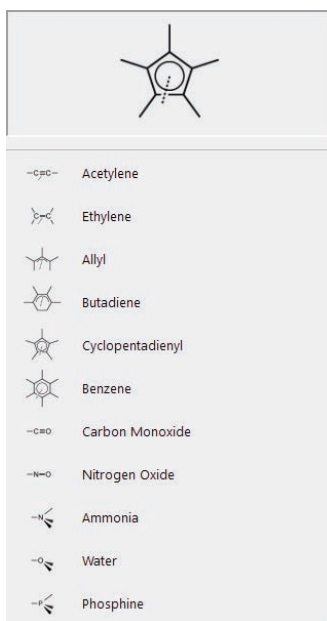 -C≡C- Acetylene
C=C Ethylene
Allyl
Butadiene
Cyclopentadienyl
Benzene
-C≡O Carbon Monoxide
-N=O Nitrogen Oxide
-N Ammonia
-O Water
-P Phosphine